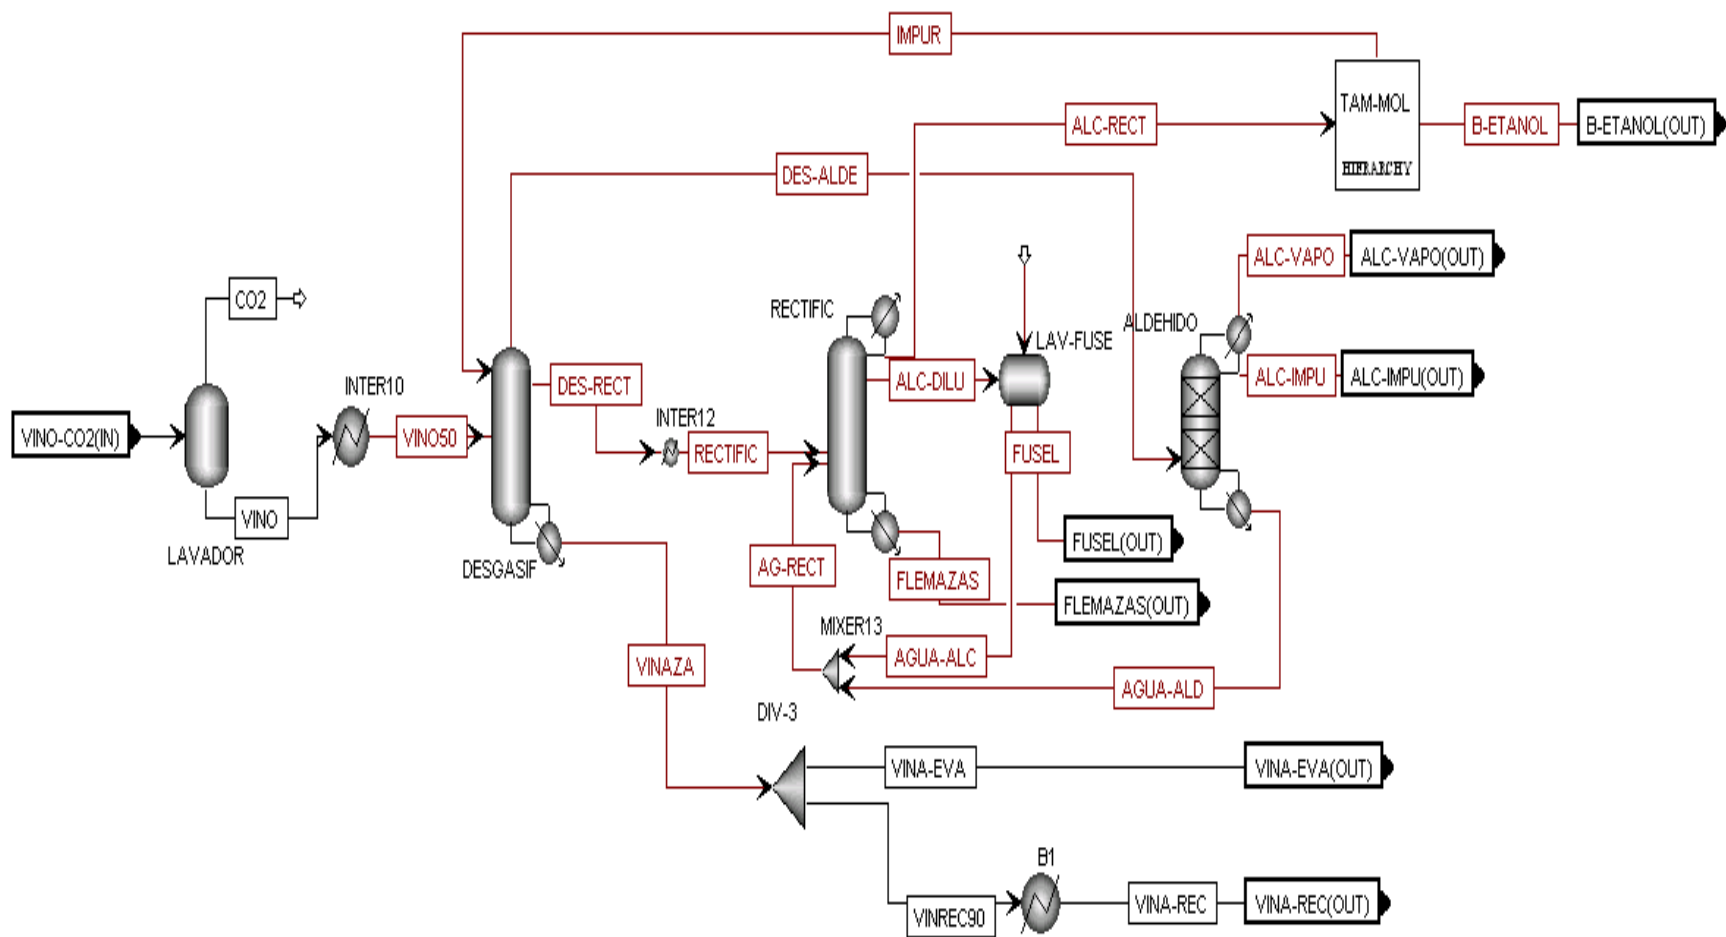 IMPUR
TAM-MOL
HIERARCHY
ALC-RECT
B-ETANOL
B-ETANOL(OUT)
DES-ALDE
ALC-VAPO
ALC-VAPO(OUT)
CO2
RECTIFIC
ALDEHIDO
LAV-FUSE
INTER10
DES-RECT
ALC-DILU
ALC-IMPU
ALC-IMPU(OUT)
VINO-CO2(IN)
VINO50
INTER12
RECTIFIC
FUSEL
VINO
LAVADOR
DESGASIF
AG-RECT
FLEMAZAS
FUSEL(OUT)
FLEMAZAS(OUT)
MIXER13
VINAZA
AGUA-ALC
AGUA-ALD
DIV-3
VINA-EVA
VINA-EVA(OUT)
B1
VINREC90
VINA-REC
VINA-REC(OUT)